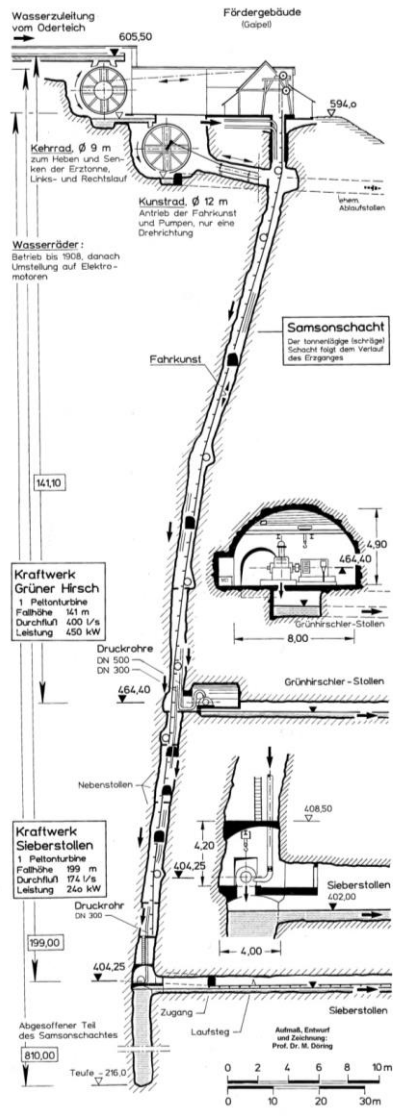 Wasserzuleitung
vom Oderteich
605,50
Fördergebäude
(Gaipel)
594,0
Kehrrad, Ø 9 m
zum Heben und Sen-
ken der Erztonne,
Links- und Rechtslauf
Kunstrad, Ø 12 m
Antrieb der Fahrkunst
und Pumpen, nur eine
Drehrichtung
ehem.
Ablaufstollen
Wasserräder:
Betrieb bis 1908, danach
Umstellung auf Elektro-
motoren
Samsonschacht
Der tonnenlägige (schräge)
Schacht folgt dem Verlauf
des Erzganges
Fahrkunst
141,10
4,90
464,40
Grünhirschler-Stollen
8,00
Kraftwerk
Grüner Hirsch
1 Peltonturbine
Fallhöhe 141 m
Durchfluß 400 l/s
Leistung 450 kW
Druckrohre
DN 500
DN 300
464,40
Grünhirschler-Stollen
Nebenstollen
408,50
4,20
404,25
Sieberstollen
402,00
4,00
Kraftwerk
Sieberstollen
1 Peltonturbine
Fallhöhe 199 m
Durchfluß 174 l/s
Leistung 240 kW
Druckrohr
DN 300
199,00
404,25
Zugang
Laufsteg
Sieberstollen
Abgesoffener Teil
des Samsonschachtes
810,00
Teufe -216,0
Aufmaß, Entwurf
und Zeichnung:
Prof. Dr. M. Döring
0 2 4 6 8 10m
0 10 20 30m